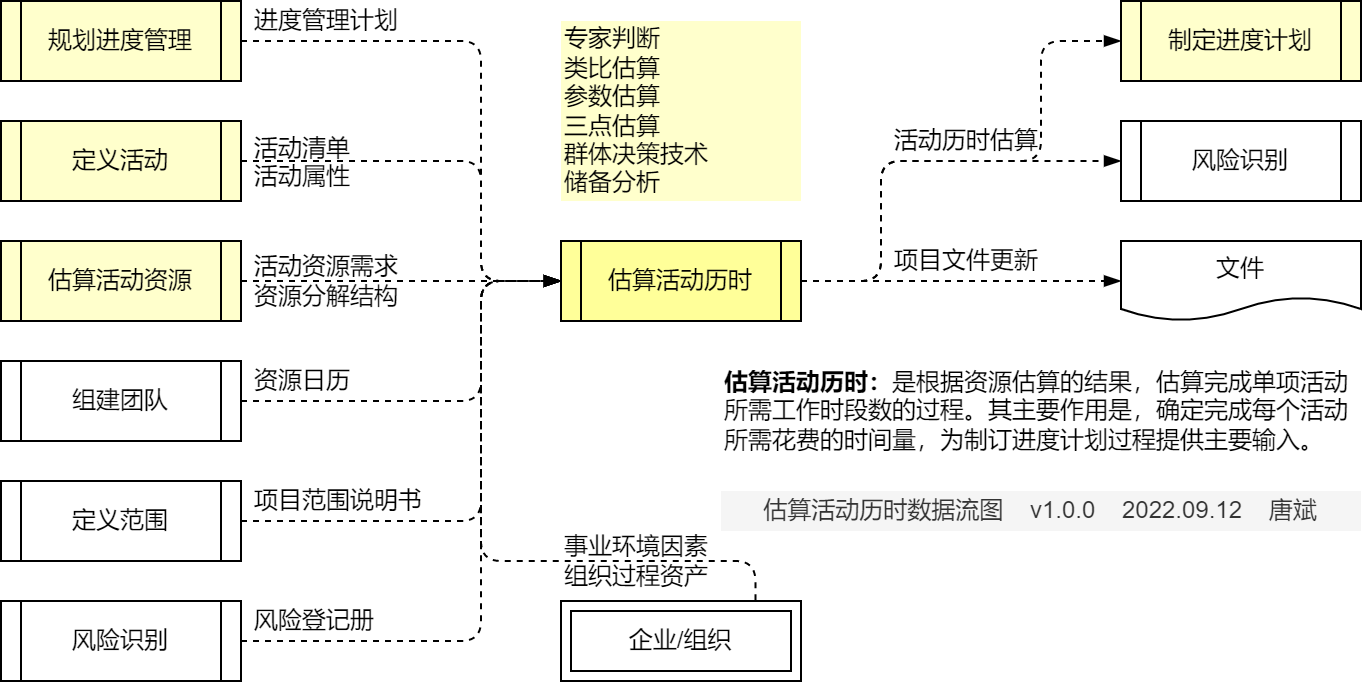 规划进度管理
进度管理计划
定义活动
活动清单
活动属性
估算活动资源
活动资源需求
资源分解结构
组建团队
资源日历
定义范围
项目范围说明书
风险识别
风险登记册
专家判断
类比估算
参数估算
三点估算
群体决策技术
储备分析
估算活动历时
事业环境因素
组织过程资产
企业/组织
活动历时估算
项目文件更新
制定进度计划
风险识别
文件
估算活动历时：是根据资源估算的结果，估算完成单项活动
所需工作时段数的过程。其主要作用是，确定完成每个活动
所需花费的时间量，为制订进度计划过程提供主要输入。
估算活动历时数据流图 v1.0.0 2022.09.12 唐斌